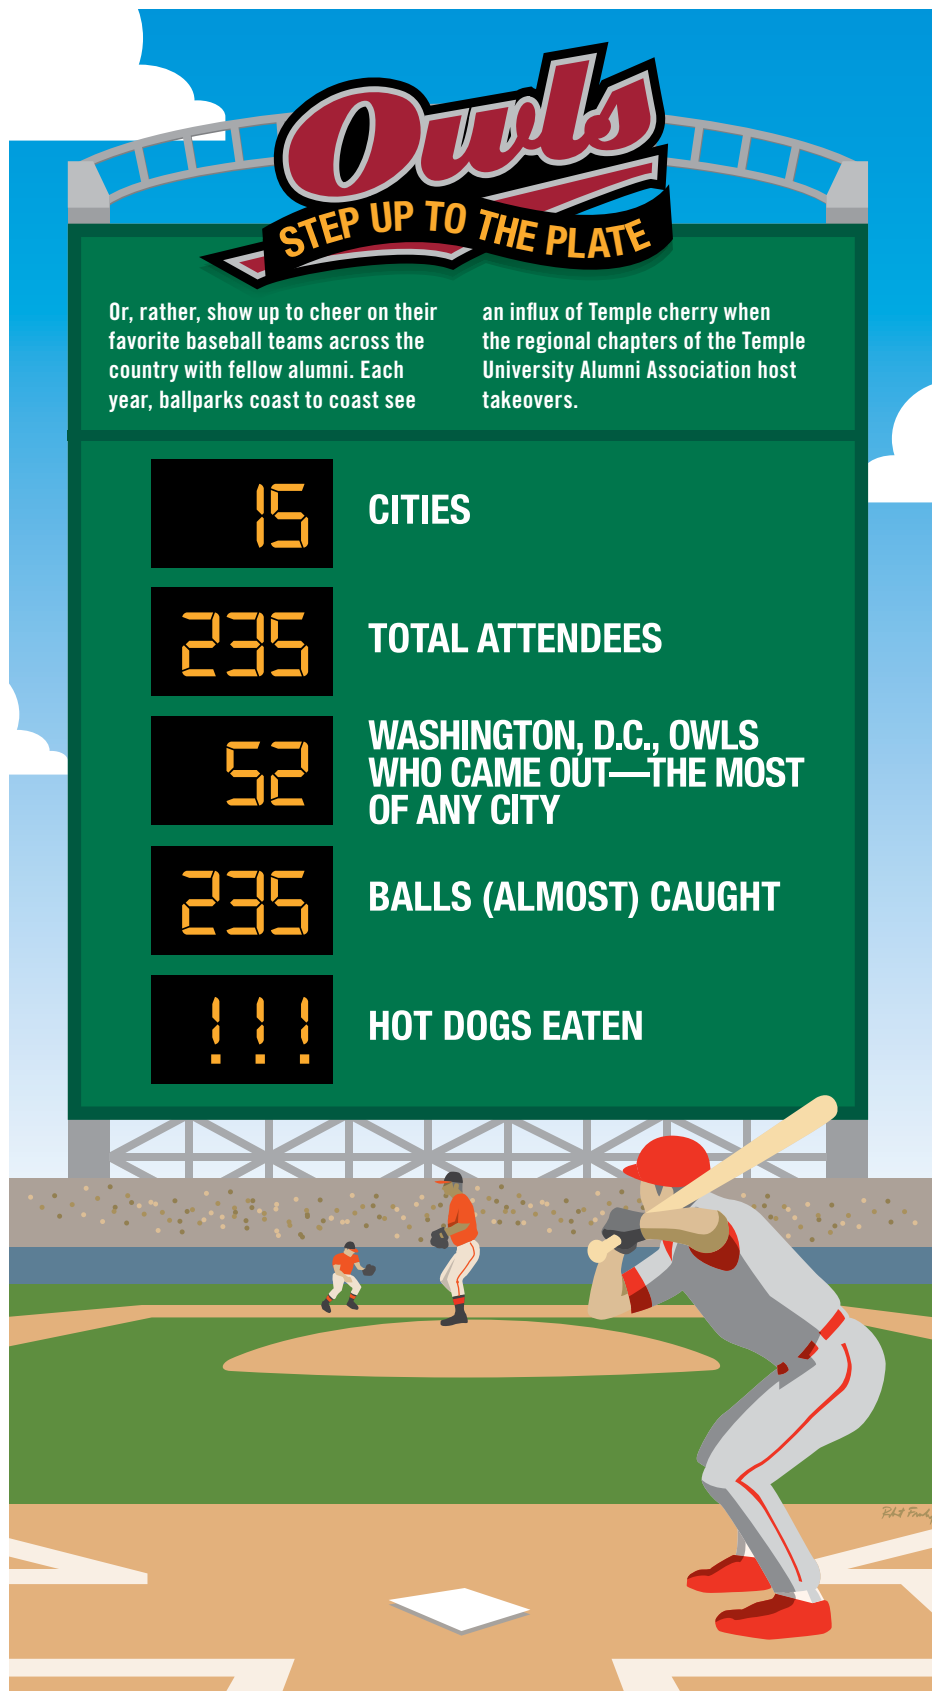 Owls
STEP UP TO THE PLATE
Or, rather, show up to cheer on their
favorite baseball teams across the
country with fellow alumni. Each
year, ballparks coast to coast see
an influx of Temple cherry when
the regional chapters of the Temple
University Alumni Association host
takeovers.
15
CITIES
235
TOTAL ATTENDEES
52
WASHINGTON, D.C., OWLS
WHO CAME OUT—THE MOST
OF ANY CITY
235
BALLS (ALMOST) CAUGHT
!!!
HOT DOGS EATEN